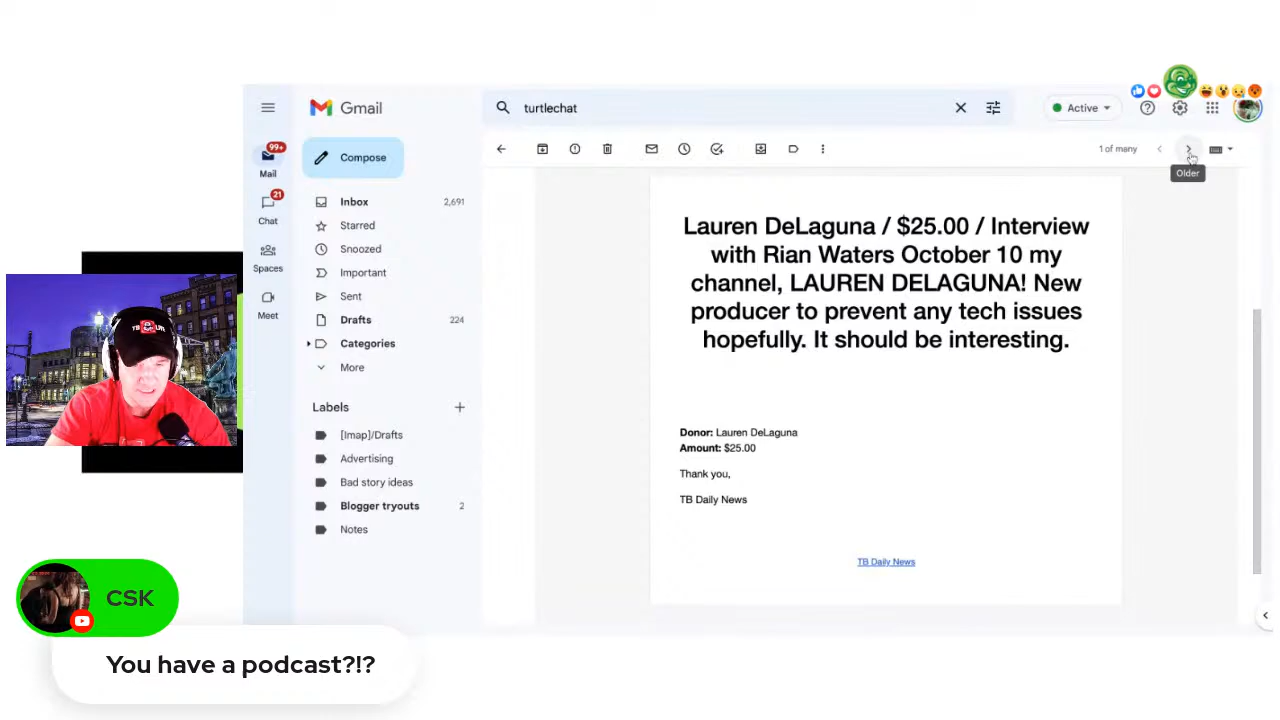 Gmail
turtlechat
Active
99+
Mail
21
Chat
Spaces
Meet
Compose
Inbox 2,691
Starred
Snoozed
Important
Sent
Drafts 224
Categories
More
Labels
[Imap]/Drafts
Advertising
Bad story ideas
Blogger tryouts 2
Notes
1 of many
Older
Lauren DeLaguna / $25.00 / Interview
with Rian Waters October 10 my
channel, LAUREN DELAGUNA! New
producer to prevent any tech issues
hopefully. It should be interesting.
Donor: Lauren DeLaguna
Amount: $25.00
Thank you,
TB Daily News
TB Daily News
CSK
You have a podcast?!?